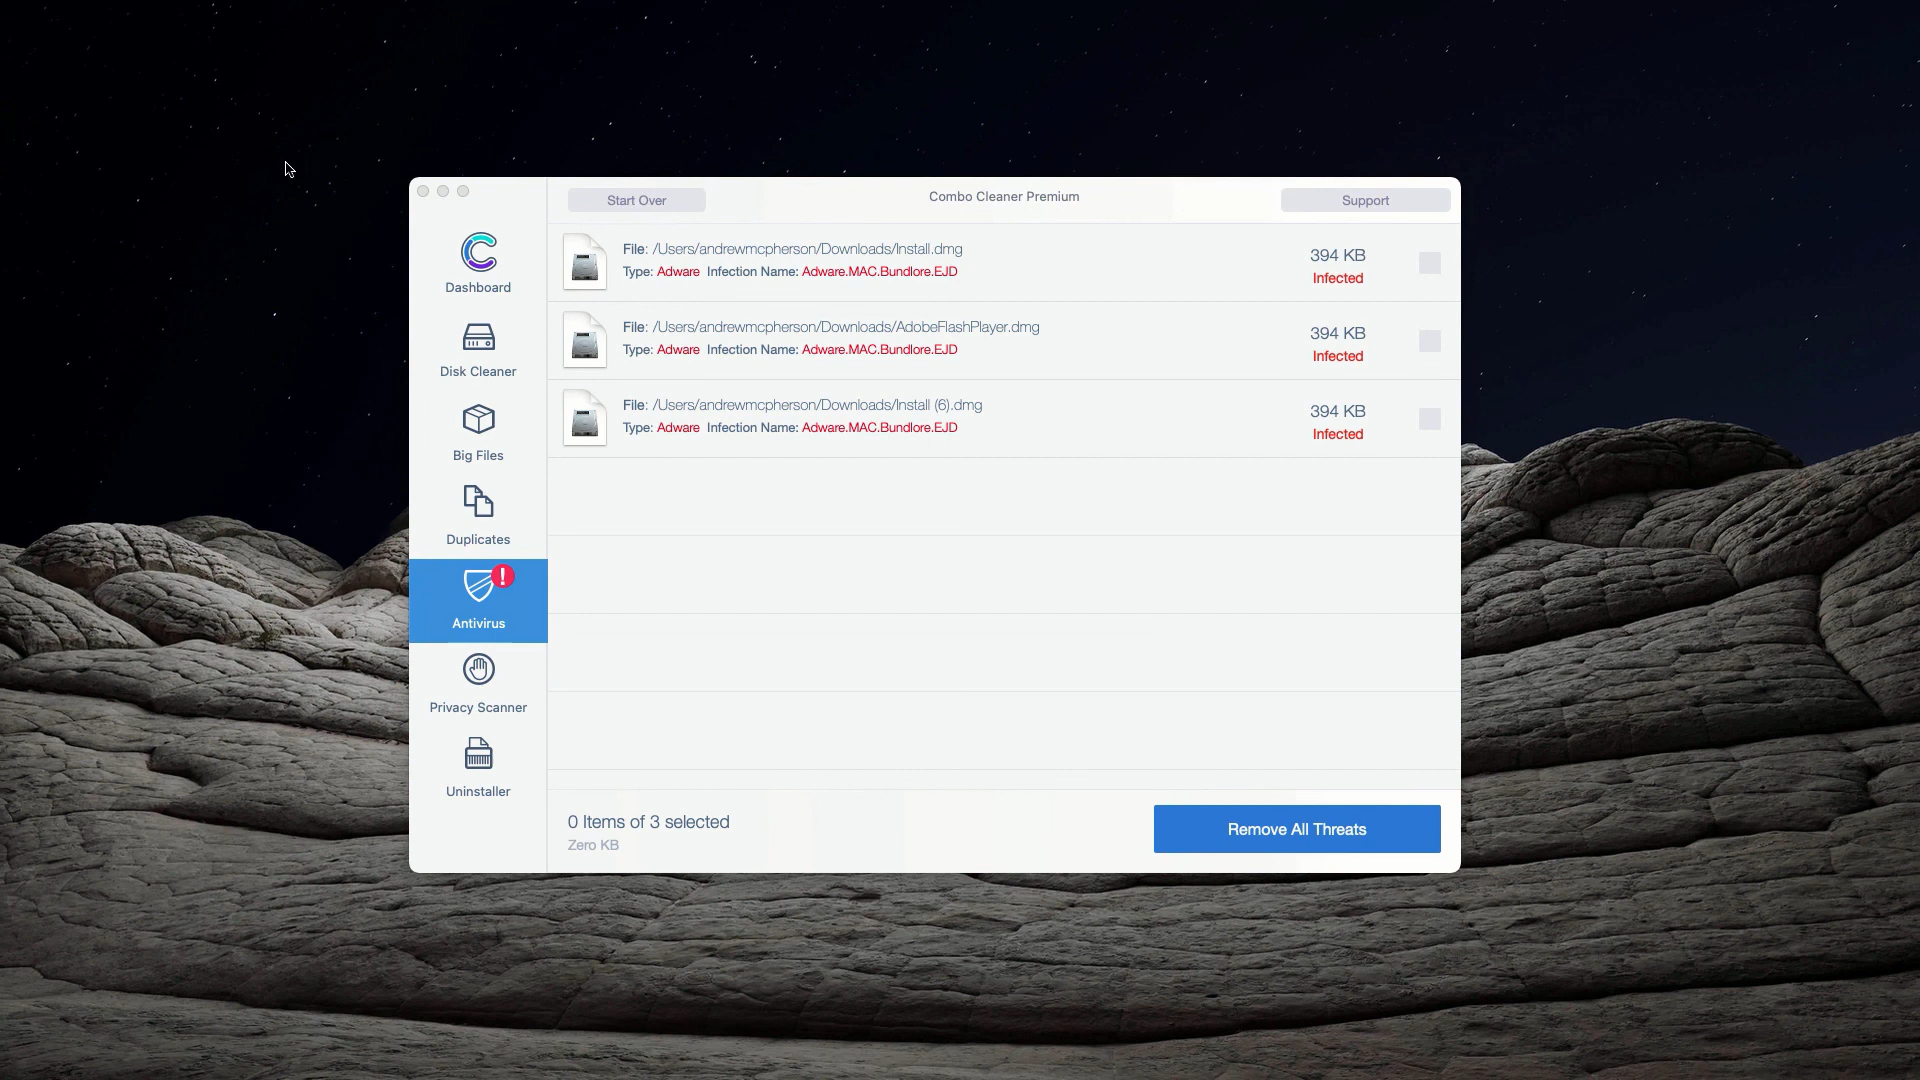 Start Over
Combo Cleaner Premium
Support
Dashboard
Disk Cleaner
Big Files
Duplicates
!
Antivirus
Privacy Scanner
Uninstaller
File: /Users/andrewmcpherson/Downloads/Install.dmg
Type: Adware Infection Name: Adware.MAC.Bundlore.EJD
394 KB
Infected
File: /Users/andrewmcpherson/Downloads/AdobeFlashPlayer.dmg
Type: Adware Infection Name: Adware.MAC.Bundlore.EJD
394 KB
Infected
File: /Users/andrewmcpherson/Downloads/Install (6).dmg
Type: Adware Infection Name: Adware.MAC.Bundlore.EJD
394 KB
Infected
0 Items of 3 selected
Zero KB
Remove All Threats